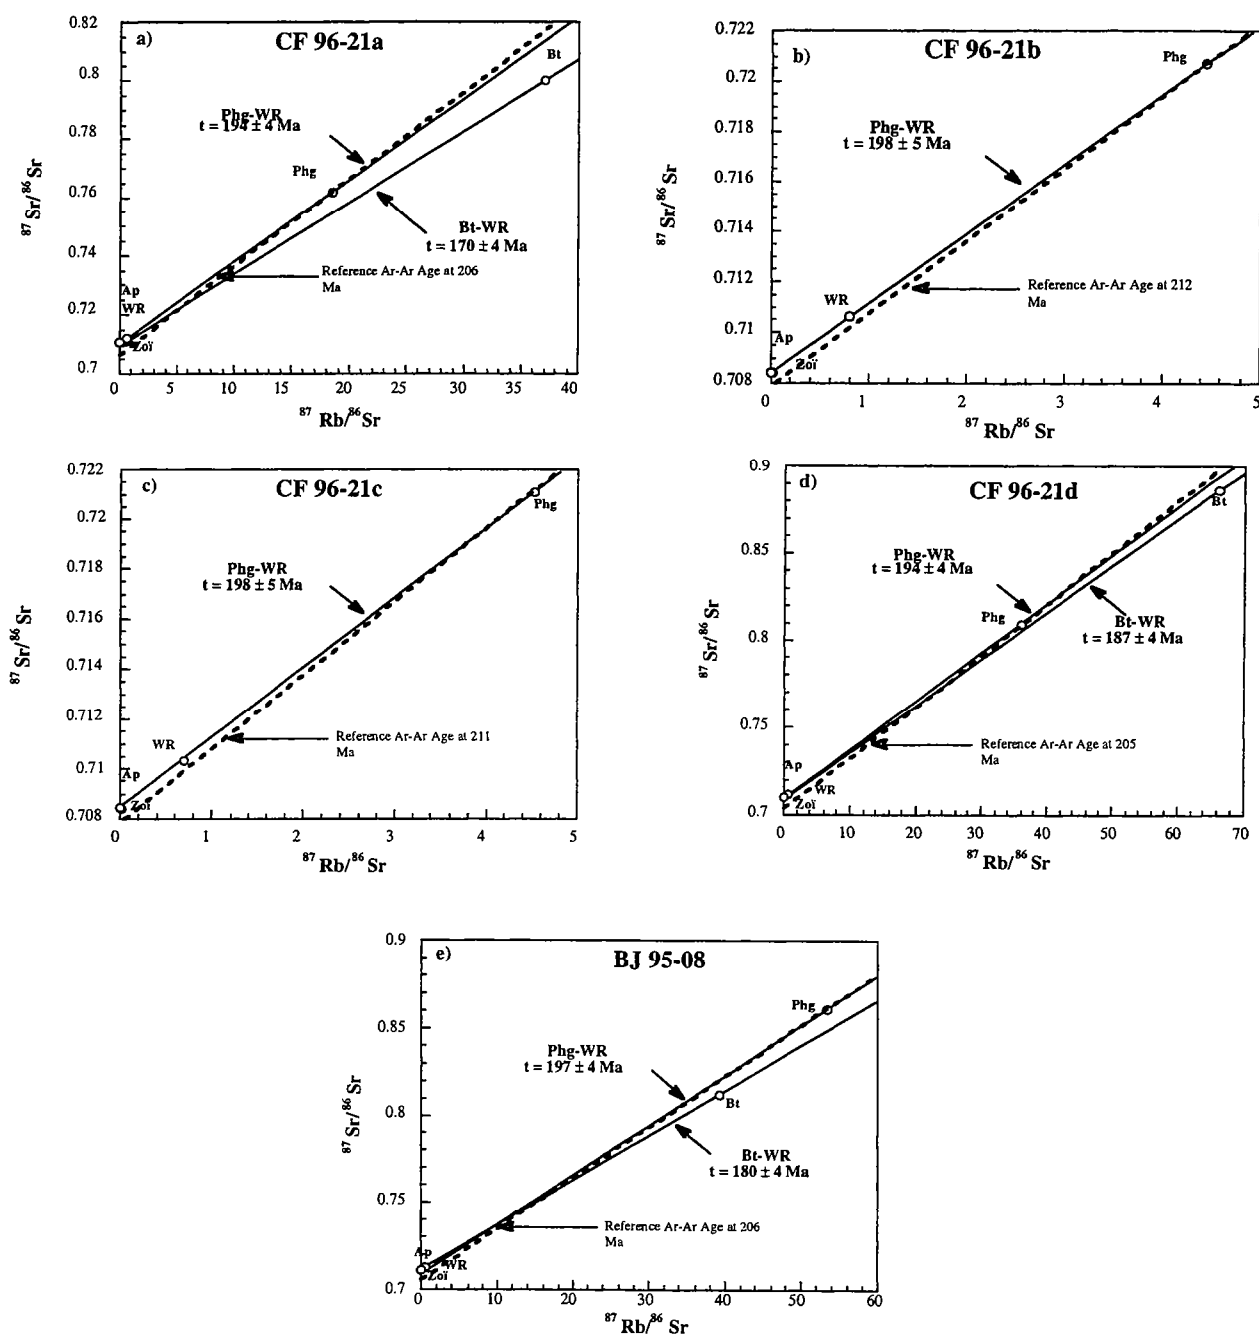 a)
CF 96-21a
0.82
0.8
0.78
0.76
0.74
0.72
0.7
87Sr/86Sr
Bt
Phg-WR
t = 194 ± 4 Ma
Phg
Bt-WR
t = 170 ± 4 Ma
Reference Ar-Ar Age at 206
Ma
Ap
WR
Zoï
0 5 10 15 20 25 30 35 40
87Rb/86Sr
b)
CF 96-21b
0.722
0.72
0.718
0.716
0.714
0.712
0.71
0.708
87Sr/86Sr
Phg
Phg-WR
t = 198 ± 5 Ma
Reference Ar-Ar Age at 212
Ma
WR
Ap
Zoï
0 1 2 3 4 5
87Rb/86Sr
c)
CF 96-21c
0.722
0.72
0.718
0.716
0.714
0.712
0.71
0.708
87Sr/86Sr
Phg
Phg-WR
t = 198 ± 5 Ma
Reference Ar-Ar Age at 211
Ma
WR
Ap
Zoï
0 1 2 3 4 5
87Rb/86Sr
d)
CF 96-21d
0.9
0.85
0.8
0.75
0.7
87Sr/86Sr
Bt
Phg-WR
t = 194 ± 4 Ma
Phg
Bt-WR
t = 187 ± 4 Ma
Reference Ar-Ar Age at 205
Ma
Ap
WR
Zoï
0 10 20 30 40 50 60 70
87Rb/86Sr
e)
BJ 95-08
0.9
0.85
0.8
0.75
0.7
87Sr/86Sr
Phg
Phg-WR
t = 197 ± 4 Ma
Bt
Bt-WR
t = 180 ± 4 Ma
Reference Ar-Ar Age at 206
Ma
Ap
WR
Zoï
0 10 20 30 40 50 60
87Rb/86Sr